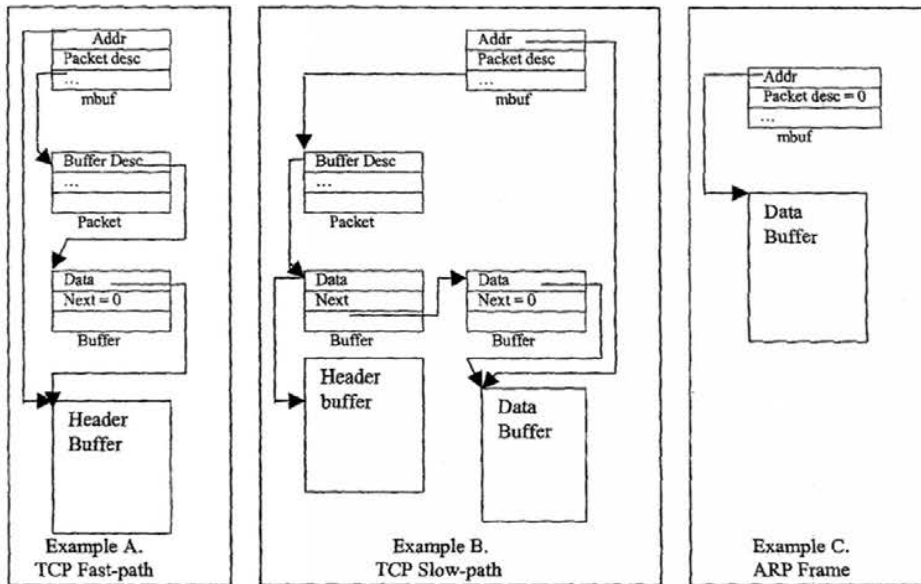 Addr
Packet desc
...
mbuf
Buffer Desc
...
Packet
Data
Next = 0
Buffer
Header
Buffer
Example A.
TCP Fast-path
Addr
Packet desc
...
mbuf
Buffer Desc
...
Packet
Data
Next
Buffer
Data
Next = 0
Buffer
Header
buffer
Data
Buffer
Example B.
TCP Slow-path
Addr
Packet desc = 0
...
mbuf
Data
Buffer
Example C.
ARP Frame